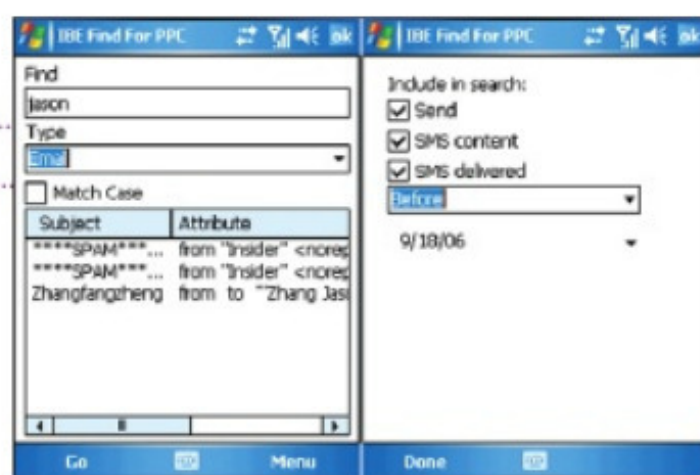 IBE Find For PPC
ok
Find
jason
Type
Email
Match Case
Subject Attribute
****SPAM***... from "Insider" <norep
****SPAM***... from "Insider" <norep
Zhangfangzheng from to "Zhang Jas
Go Menu
IBE Find For PPC
ok
Include in search:
Send
SMS content
SMS delivered
Before
9/18/06
Done